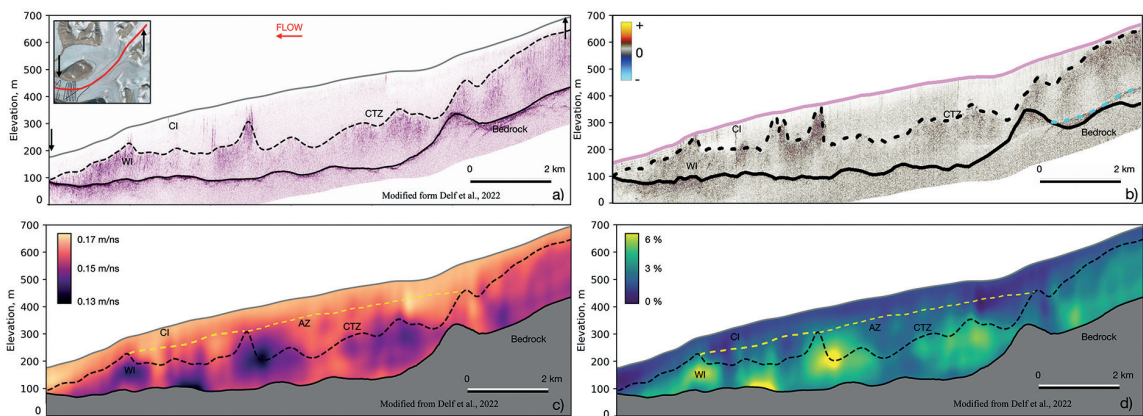 700
600
500
400
300
200
100
0
Elevation, m
FLOW
CI
WI
CTZ
Bedrock
0 2 km
Modified form Delf et al., 2022
a)
700
600
500
400
300
200
100
0
Elevation, m
+
0
-
CI
WI
CTZ
Bedrock
0 2 km
b)
700
600
500
400
300
200
100
0
Elevation, m
0.17 m/ns
0.15 m/ns
0.13 m/ns
CI
AZ
CTZ
WI
Bedrock
0 2 km
Modified form Delf et al., 2022
c)
700
600
500
400
300
200
100
0
Elevation, m
6 %
3 %
0 %
CI
AZ
CTZ
WI
Bedrock
0 2 km
Modified form Delf et al., 2022
d)